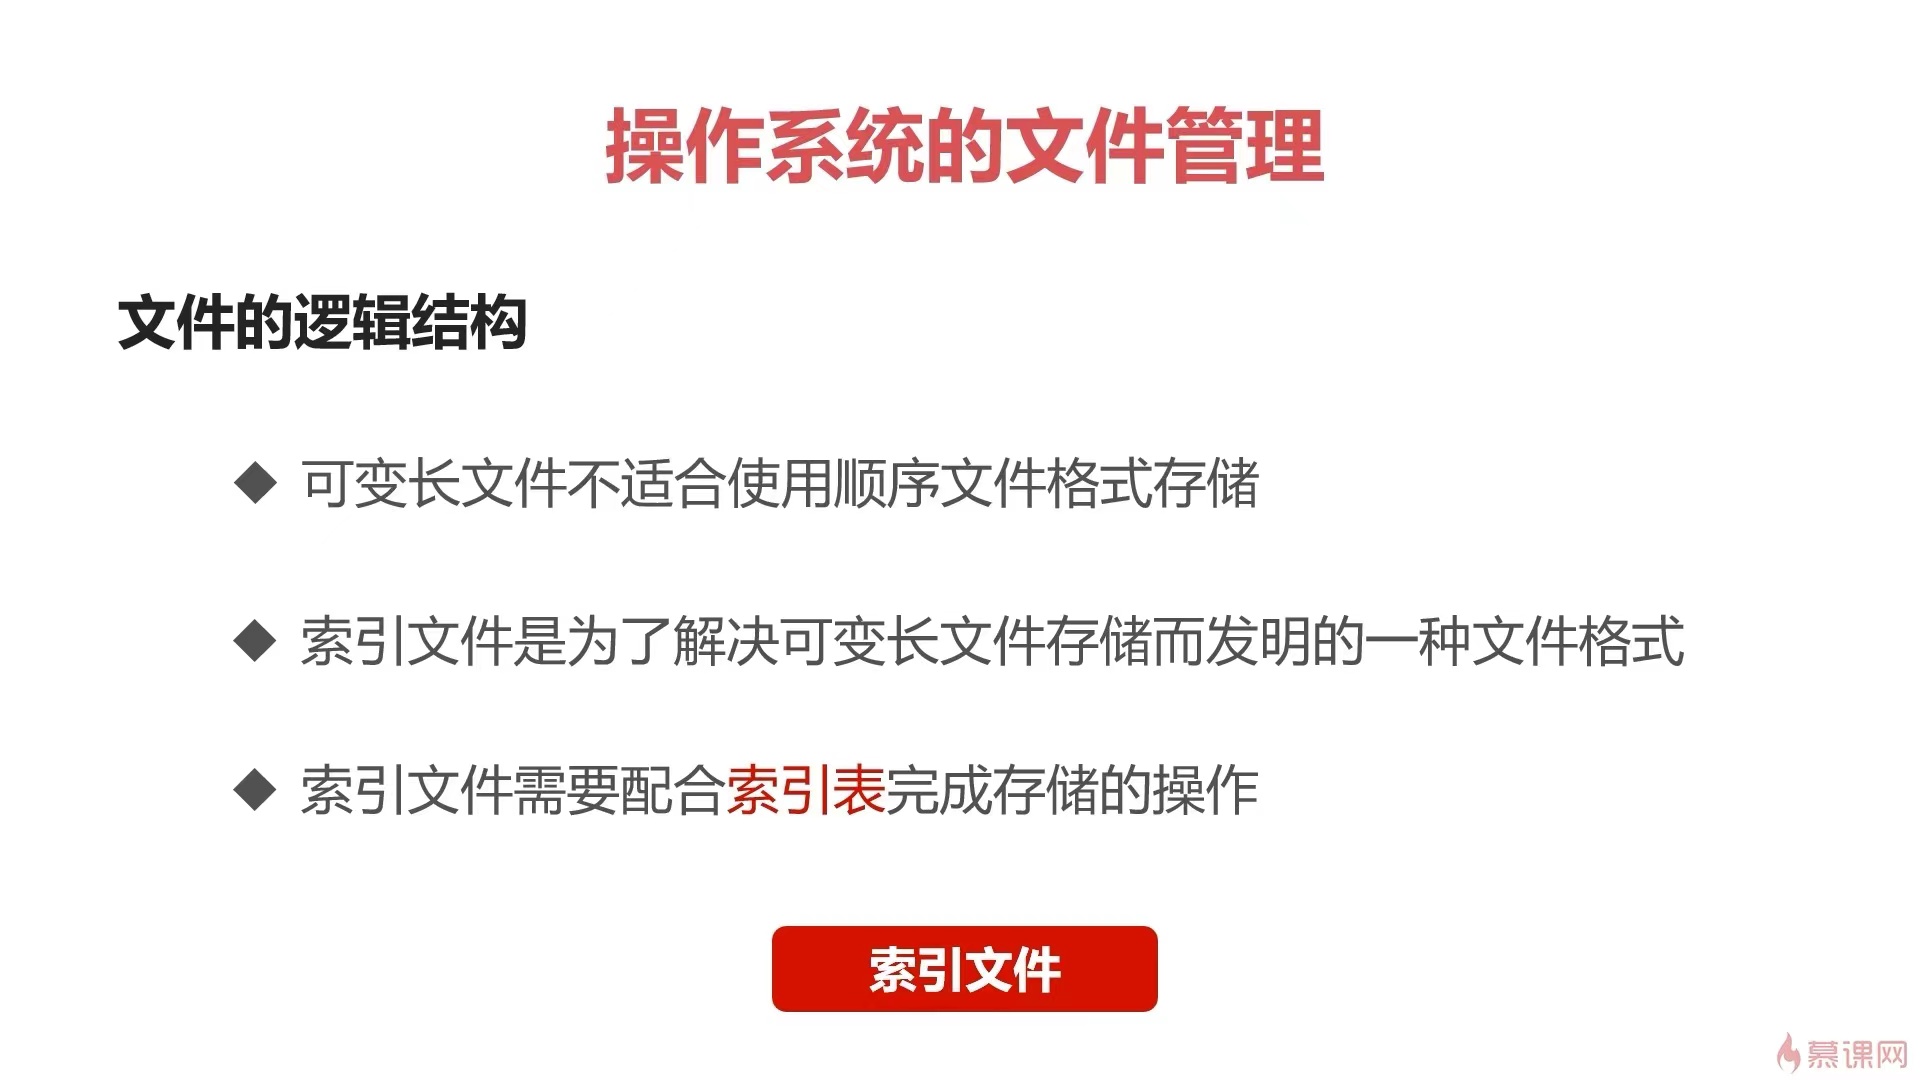 操作系统的文件管理
文件的逻辑结构
◆ 可变长文件不适合使用顺序文件格式存储
◆ 索引文件是为了解决可变长文件存储而发明的一种文件格式
◆ 索引文件需要配合索引表完成存储的操作
索引文件
慕课网